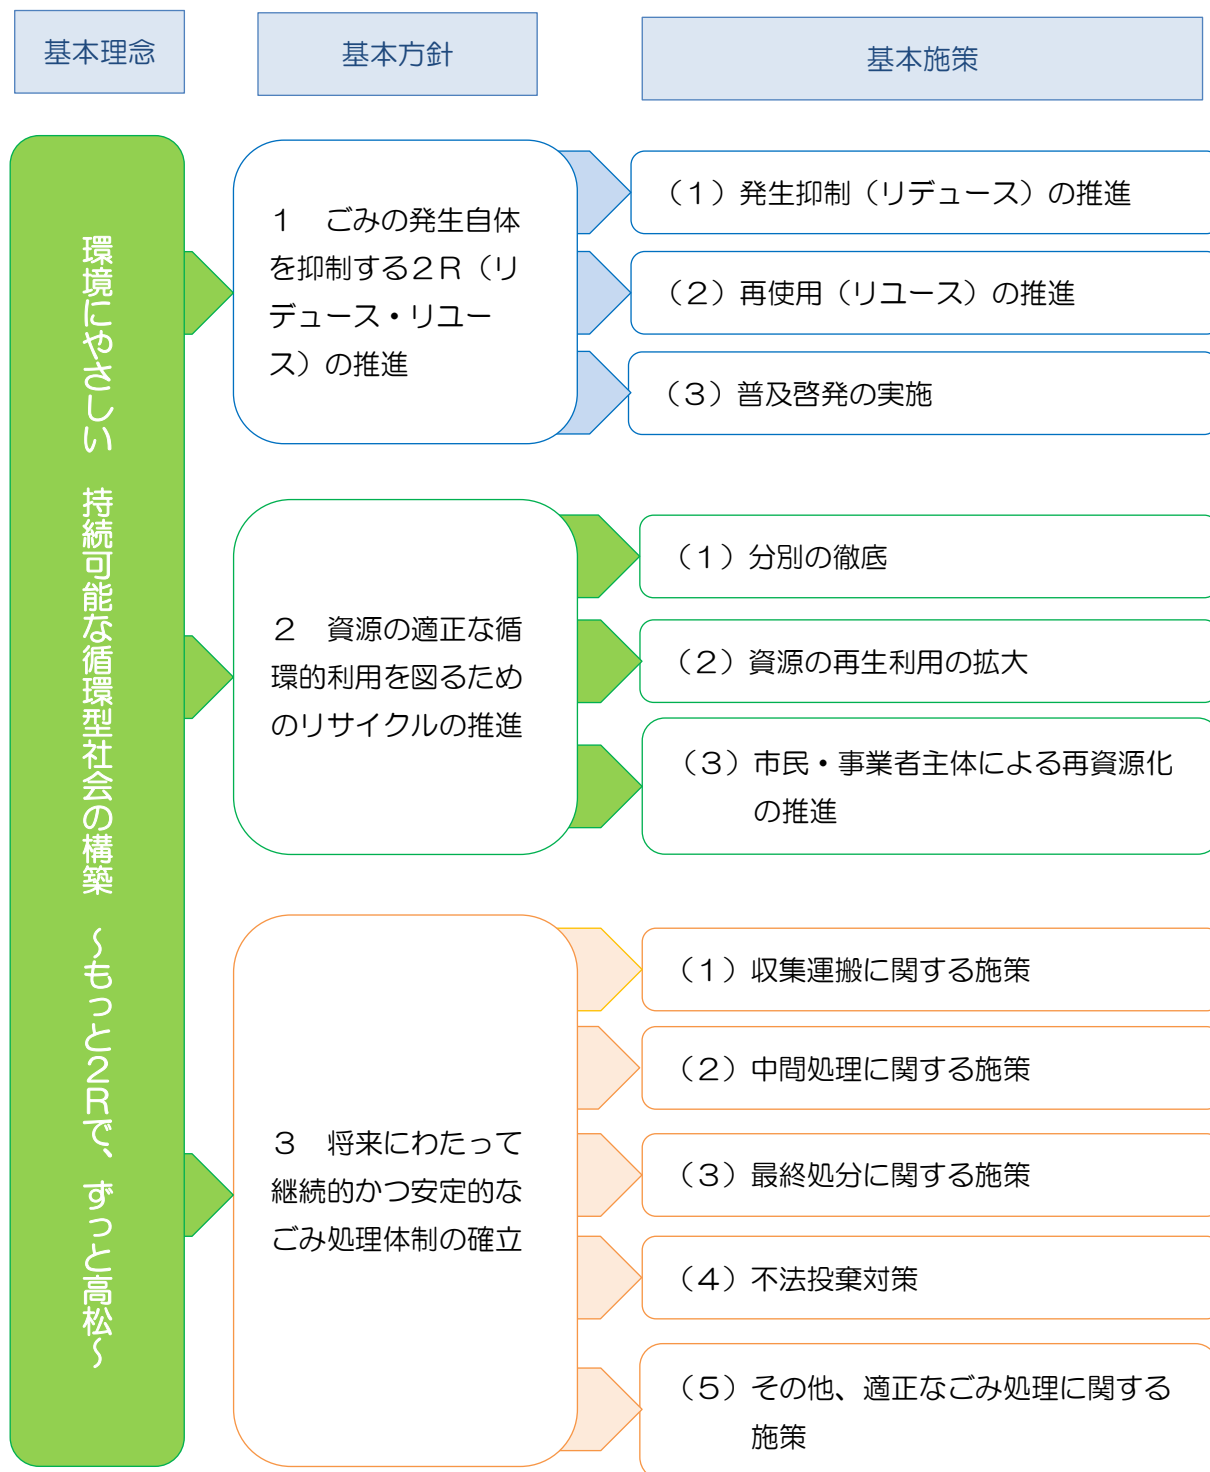 基本理念
基本方針
基本施策
環境にやさしい　持続可能な循環型社会の構築　～もっと２Ｒで、ずっと高松～
１　ごみの発生自体
を抑制する２Ｒ（リ
デュース・リユー
ス）の推進
（１）発生抑制（リデュース）の推進
（２）再使用（リユース）の推進
（３）普及啓発の実施
２　資源の適正な循
環的利用を図るため
のリサイクルの推進
（１）分別の徹底
（２）資源の再生利用の拡大
（３）市民・事業者主体による再資源化
の推進
３　将来にわたって
継続的かつ安定的な
ごみ処理体制の確立
（１）収集運搬に関する施策
（２）中間処理に関する施策
（３）最終処分に関する施策
（４）不法投棄対策
（５）その他、適正なごみ処理に関する
施策